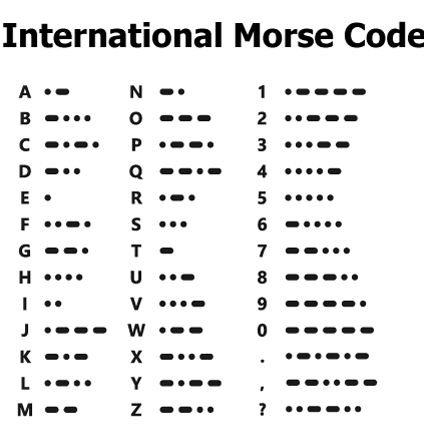 International Morse Code
A •– N –• 1 •––––
B –••• O ––– 2 ••–––
C –•–• P •––• 3 •••––
D –•• Q ––•– 4 ••••–
E • R •–• 5 •••••
F ••–• S ••• 6 –••••
G ––• T – 7 ––•••
H •••• U ••– 8 –––••
I •• V •••– 9 ––––•
J •––– W •–– 0 –––––
K –•– X –••– . •–•–•–
L •–•• Y –•–– , ––••––
M –– Z ––•• ? ••––••